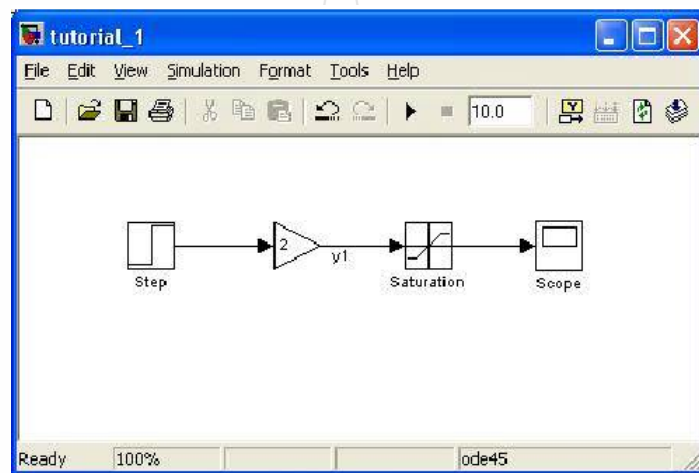 tutorial_1
File Edit View Simulation Format Tools Help
10.0
2
y1
Step
Saturation
Scope
Ready 100% ode45